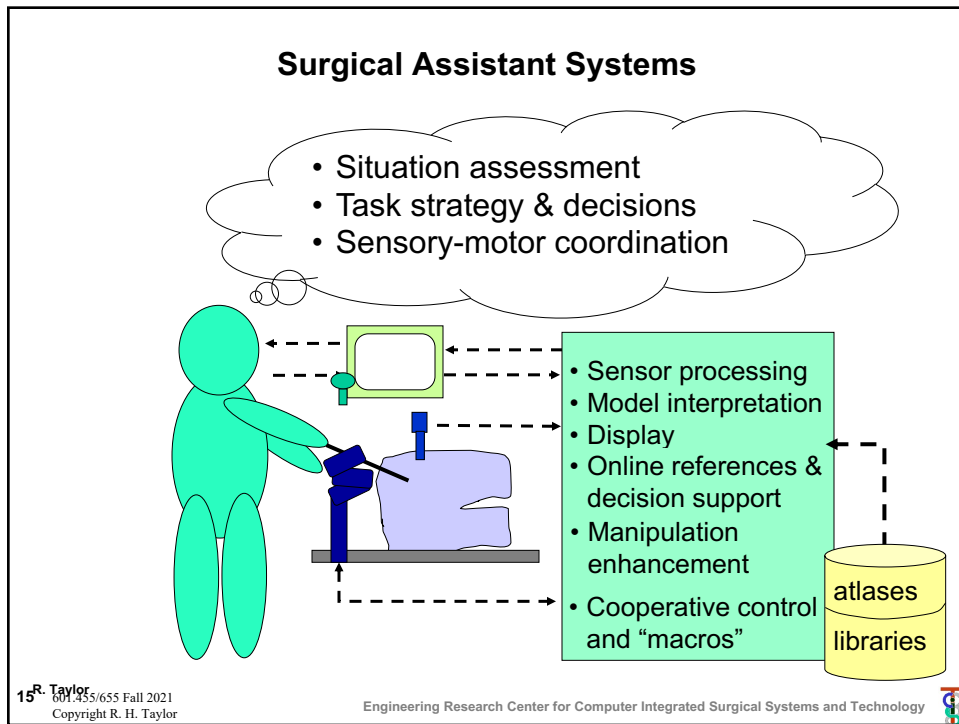 Surgical Assistant Systems
• Situation assessment
• Task strategy & decisions
• Sensory-motor coordination
• Sensor processing
• Model interpretation
• Display
• Online references &
decision support
• Manipulation
enhancement
• Cooperative control
and “macros”
atlases
libraries
15 R. Taylor
601.455/655 Fall 2021
Copyright R. H. Taylor
Engineering Research Center for Computer Integrated Surgical Systems and Technology